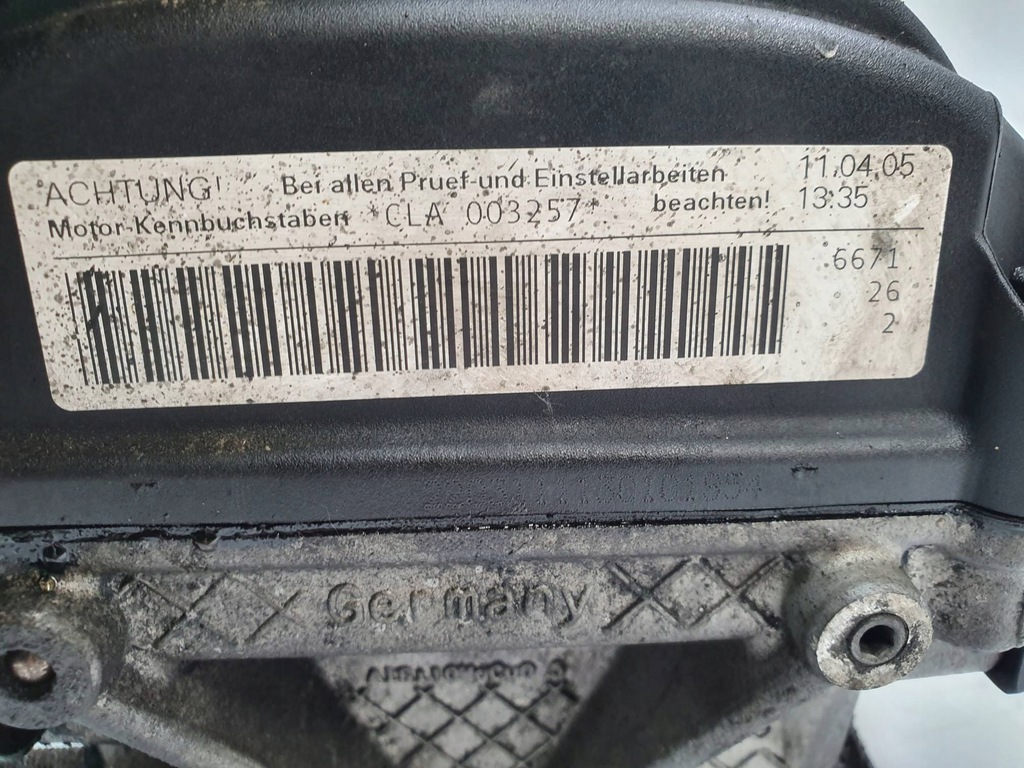 ACHTUNG! Bei allen Pruef-und Einstellarbeiten
Motor-Kennbuchstaben *CLA 003257* beachten!
11.04.05
13:35
6671
26
2
Germany